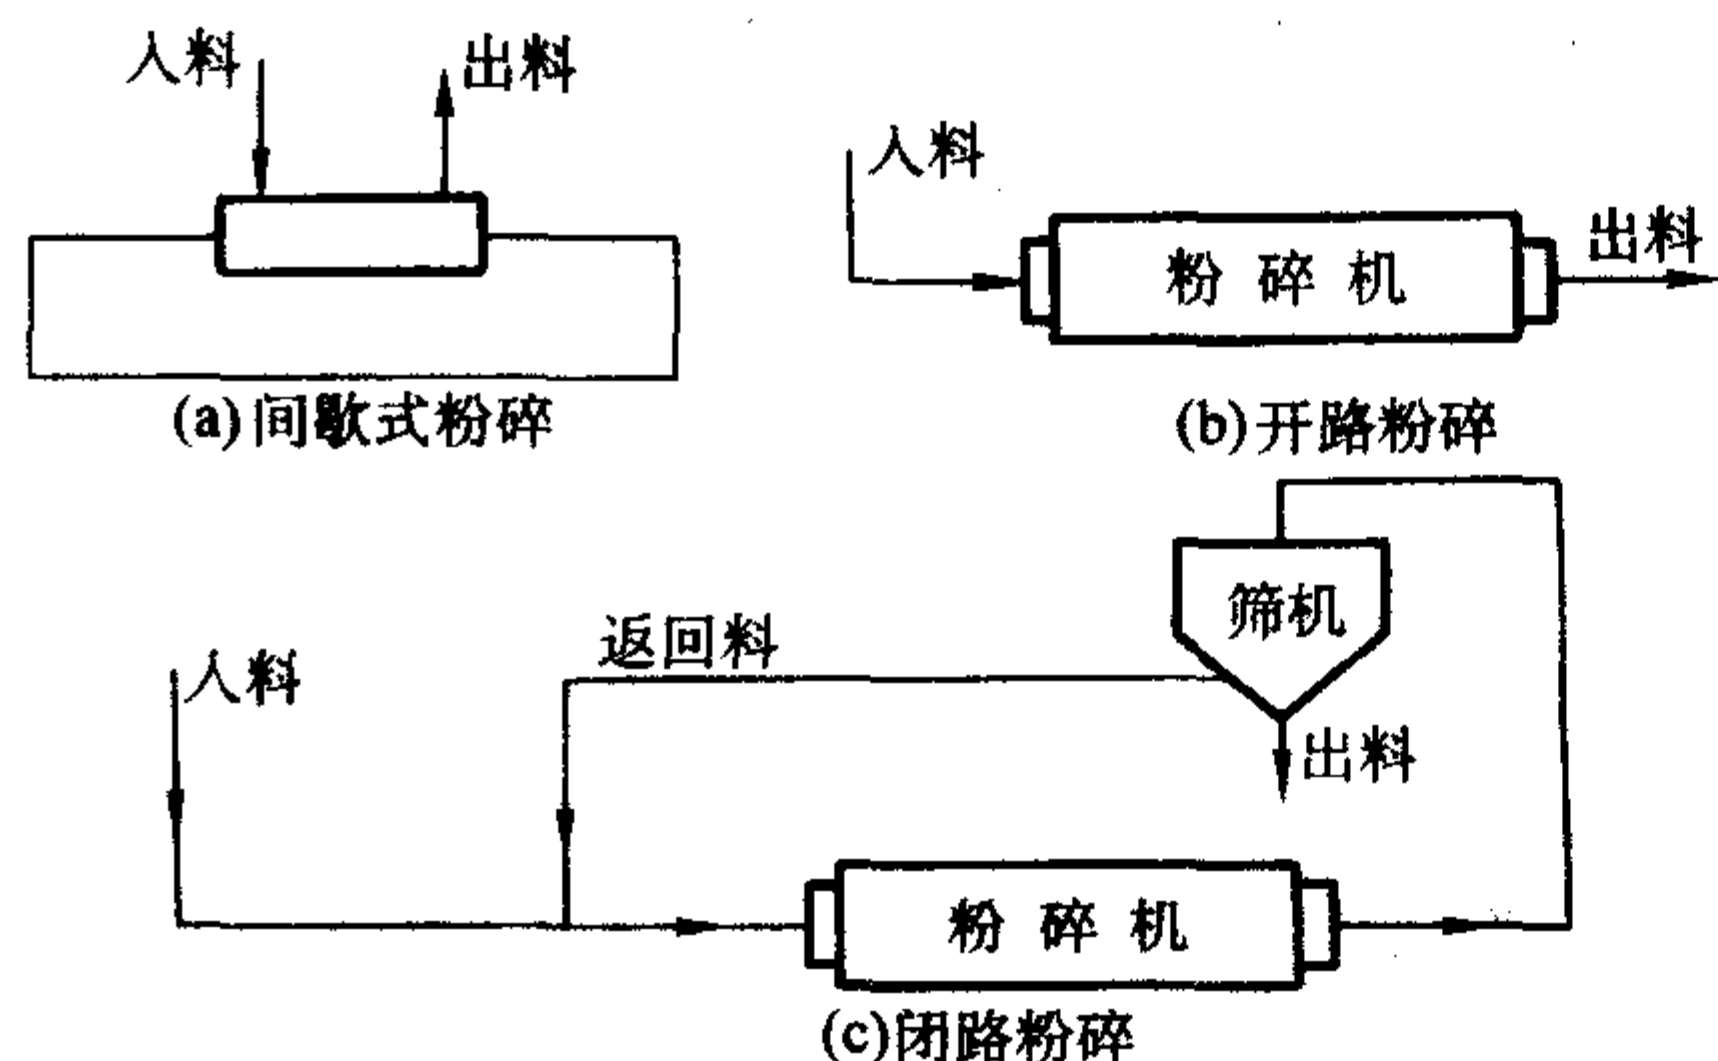 入料
出料
入料
粉碎机
出料
(a)间歇式粉碎
(b)开路粉碎
筛机
返回料
入料
出料
粉碎机
(c)闭路粉碎